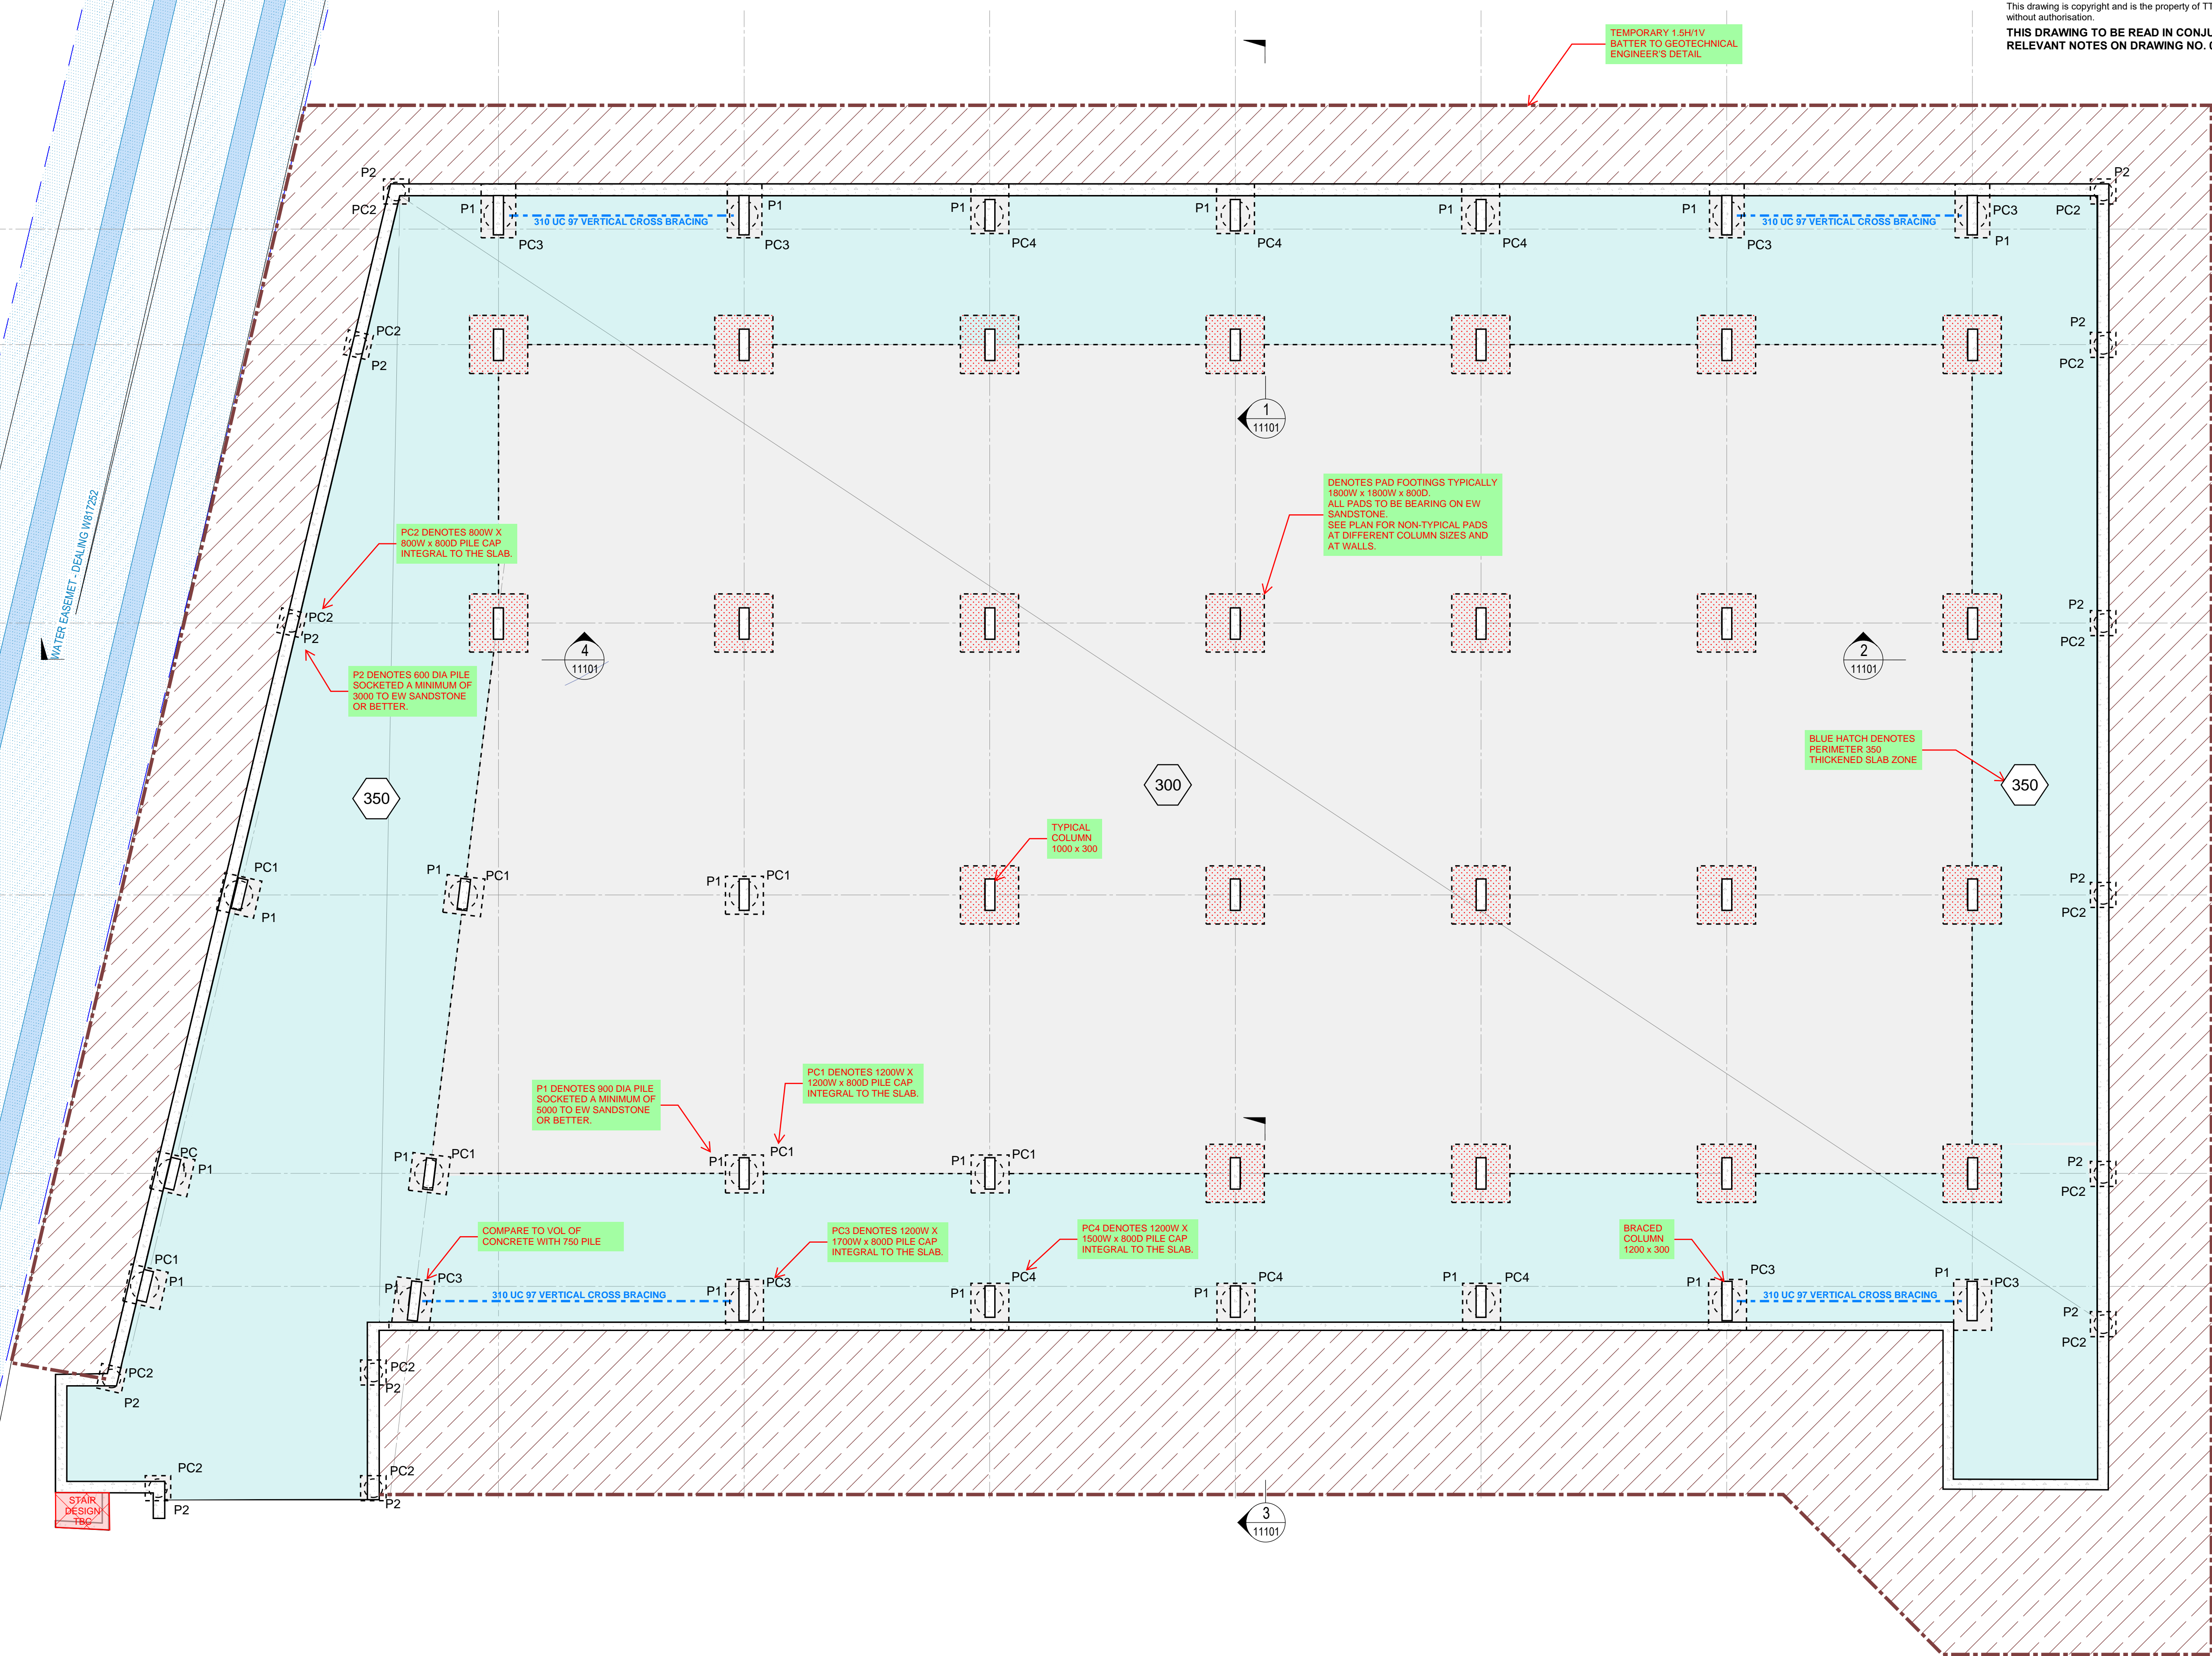 This drawing is copyright and is the property of TT
without authorisation.
THIS DRAWING TO BE READ IN CONJU
RELEVANT NOTES ON DRAWING NO. 0
TEMPORARY 1.5H/1V
BATTER TO GEOTECHNICAL
ENGINEER'S DETAIL
P2
PC2
P1
PC3
310 UC 97 VERTICAL CROSS BRACING
P1
PC3
P1
PC4
P1
PC4
P1
PC4
P1
PC3
310 UC 97 VERTICAL CROSS BRACING
PC3
P1
P2
PC2
PC2
P2
P2
PC2
1
11101
DENOTES PAD FOOTINGS TYPICALLY
1800W x 1800W x 800D.
ALL PADS TO BE BEARING ON EW
SANDSTONE.
SEE PLAN FOR NON-TYPICAL PADS
AT DIFFERENT COLUMN SIZES AND
AT WALLS.
WATER EASEMET - DEALING W817252
PC2 DENOTES 800W X
800W x 800D PILE CAP
INTEGRAL TO THE SLAB.
PC2
P2
P2
PC2
4
11101
2
11101
P2 DENOTES 600 DIA PILE
SOCKETED A MINIMUM OF
3000 TO EW SANDSTONE
OR BETTER.
BLUE HATCH DENOTES
PERIMETER 350
THICKENED SLAB ZONE
350
300
350
TYPICAL
COLUMN
1000 x 300
PC1
P1
P1
PC1
P1
PC1
P2
PC2
P1 DENOTES 900 DIA PILE
SOCKETED A MINIMUM OF
5000 TO EW SANDSTONE
OR BETTER.
PC1 DENOTES 1200W X
1200W x 800D PILE CAP
INTEGRAL TO THE SLAB.
PC
P1
P1
PC1
P1
PC1
P1
PC1
P2
PC2
COMPARE TO VOL OF
CONCRETE WITH 750 PILE
PC3 DENOTES 1200W X
1700W x 800D PILE CAP
INTEGRAL TO THE SLAB.
PC4 DENOTES 1200W X
1500W x 800D PILE CAP
INTEGRAL TO THE SLAB.
BRACED
COLUMN
1200 x 300
PC1
P1
P1
PC3
310 UC 97 VERTICAL CROSS BRACING
P1
PC3
P1
PC4
P1
PC4
P1
PC4
P1
PC3
310 UC 97 VERTICAL CROSS BRACING
P1
PC3
P2
PC2
PC2
P2
PC2
P2
PC2
P2
PC2
P2
STAIR
DESIGN
TBC
3
11101